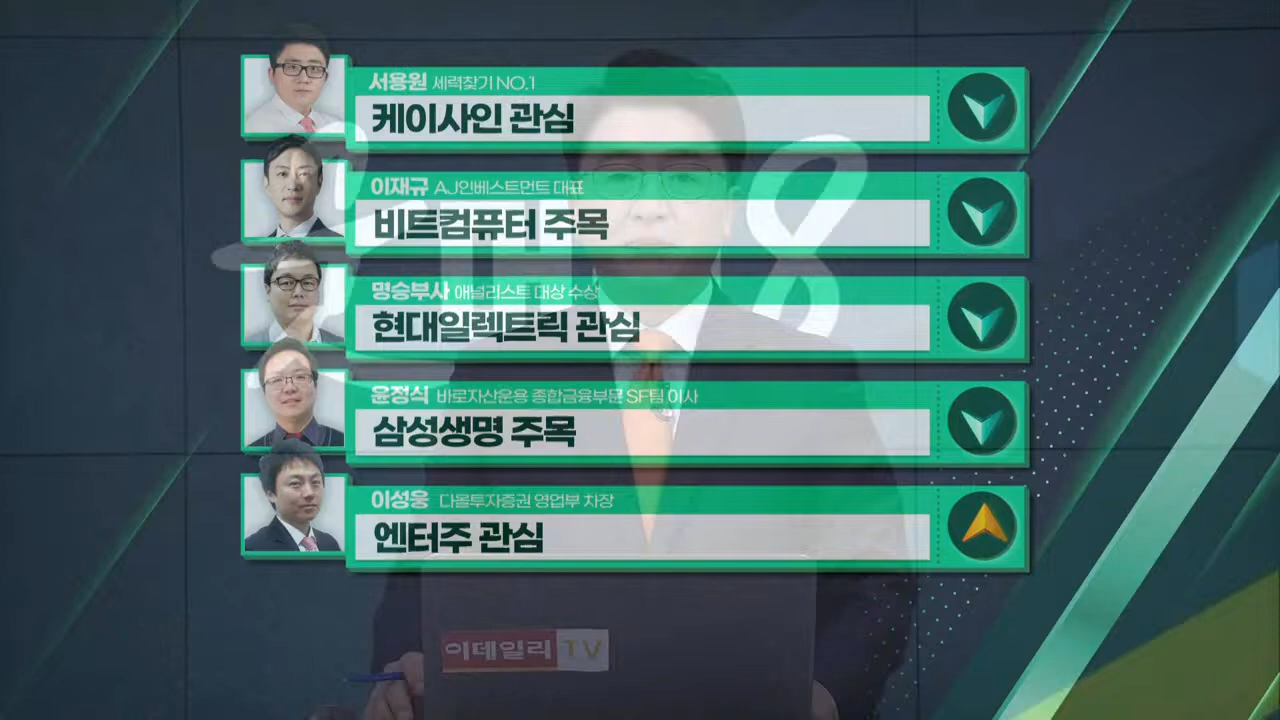 서용원 세력찾기 NO.1
케이사인 관심
이재규 AJ인베스트먼트 대표
비트컴퓨터 주목
명승부사 애널리스트 대상 수상
현대일렉트릭 관심
윤정식 바로자산운용 종합금융부문 SF팀 이사
삼성생명 주목
이성웅 다올투자증권 영업부 차장
엔터주 관심
8
이데일리TV